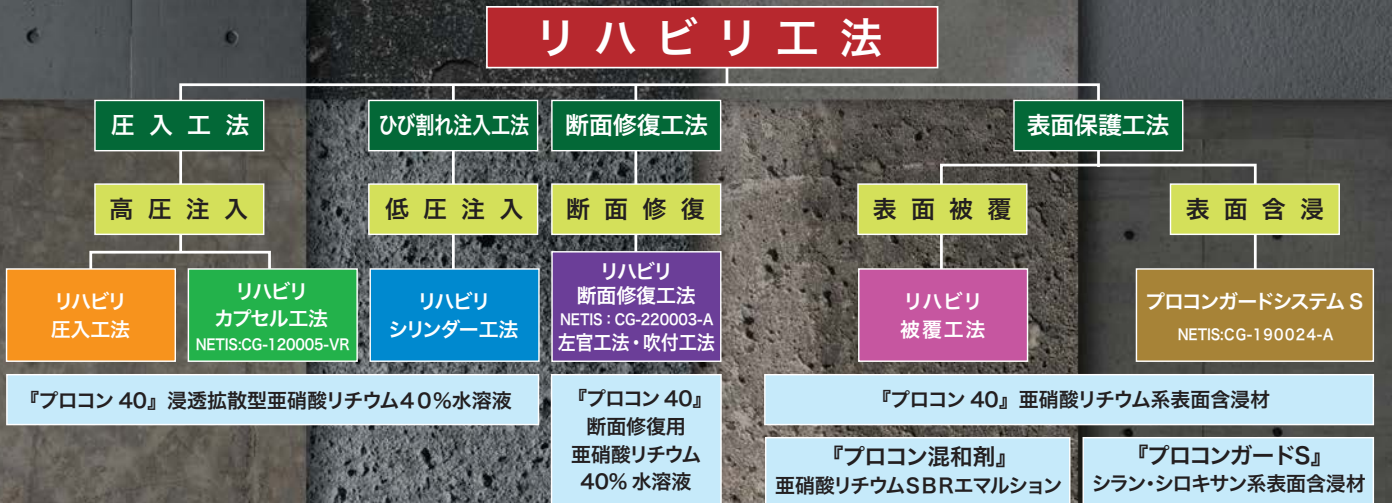 リハビリ工法
圧入工法
ひび割れ注入工法
断面修復工法
表面保護工法
高圧注入
低圧注入
断面修復
表面被覆
表面含浸
リハビリ
圧入工法
リハビリ
カプセル工法
NETIS:CG-120005-VR
リハビリ
シリンダー工法
リハビリ
断面修復工法
NETIS：CG-220003-A
左官工法・吹付工法
リハビリ
被覆工法
プロコンガードシステム S
NETIS:CG-190024-A
『プロコン 40』浸透拡散型亜硝酸リチウム40%水溶液
『プロコン 40』
断面修復用
亜硝酸リチウム
40% 水溶液
『プロコン 40』亜硝酸リチウム系表面含浸材
『プロコン混和剤』
亜硝酸リチウムSBRエマルション
『プロコンガードS』
シラン・シロキサン系表面含浸材